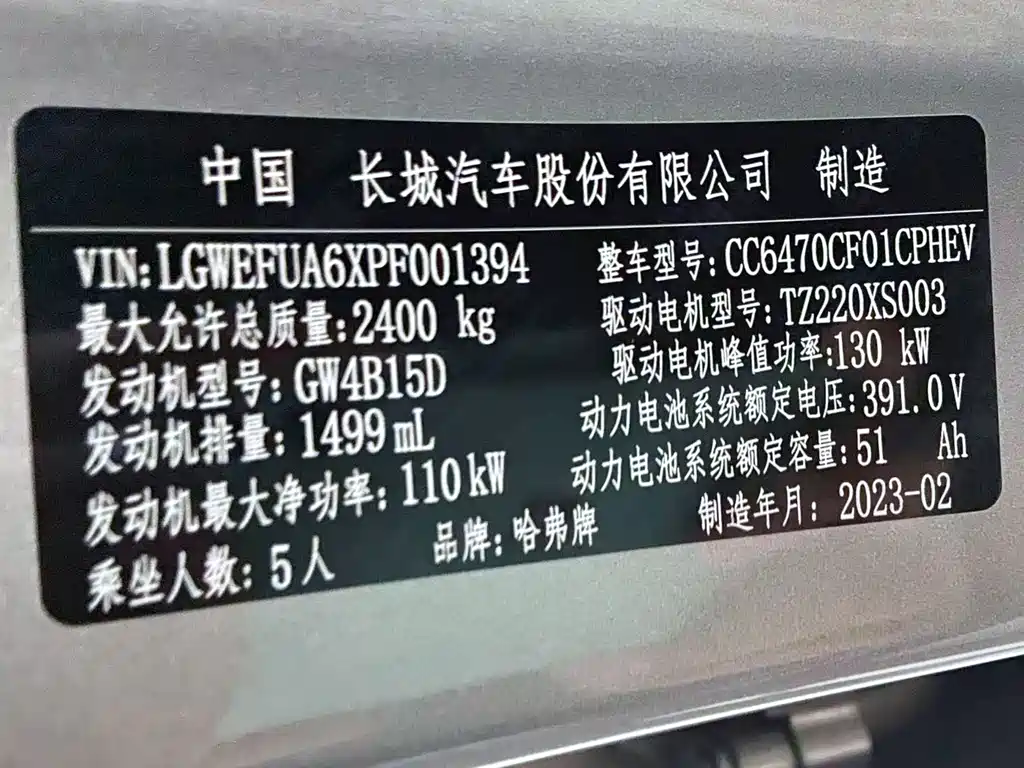 中国 长城汽车股份有限公司 制造
VIN:LGWEFUA6XPF001394 整车型号:CC6470CF01CPHEV
最大允许总质量:2400 kg 驱动电机型号:TZ220XS003
发动机型号:GW4B15D 驱动电机峰值功率:130 kW
发动机排量:1499 mL 动力电池系统额定电压:391.0 V
发动机最大净功率:110 kW 动力电池系统额定容量:51 Ah
乘坐人数:5人 品牌:哈弗牌 制造年月:2023-02